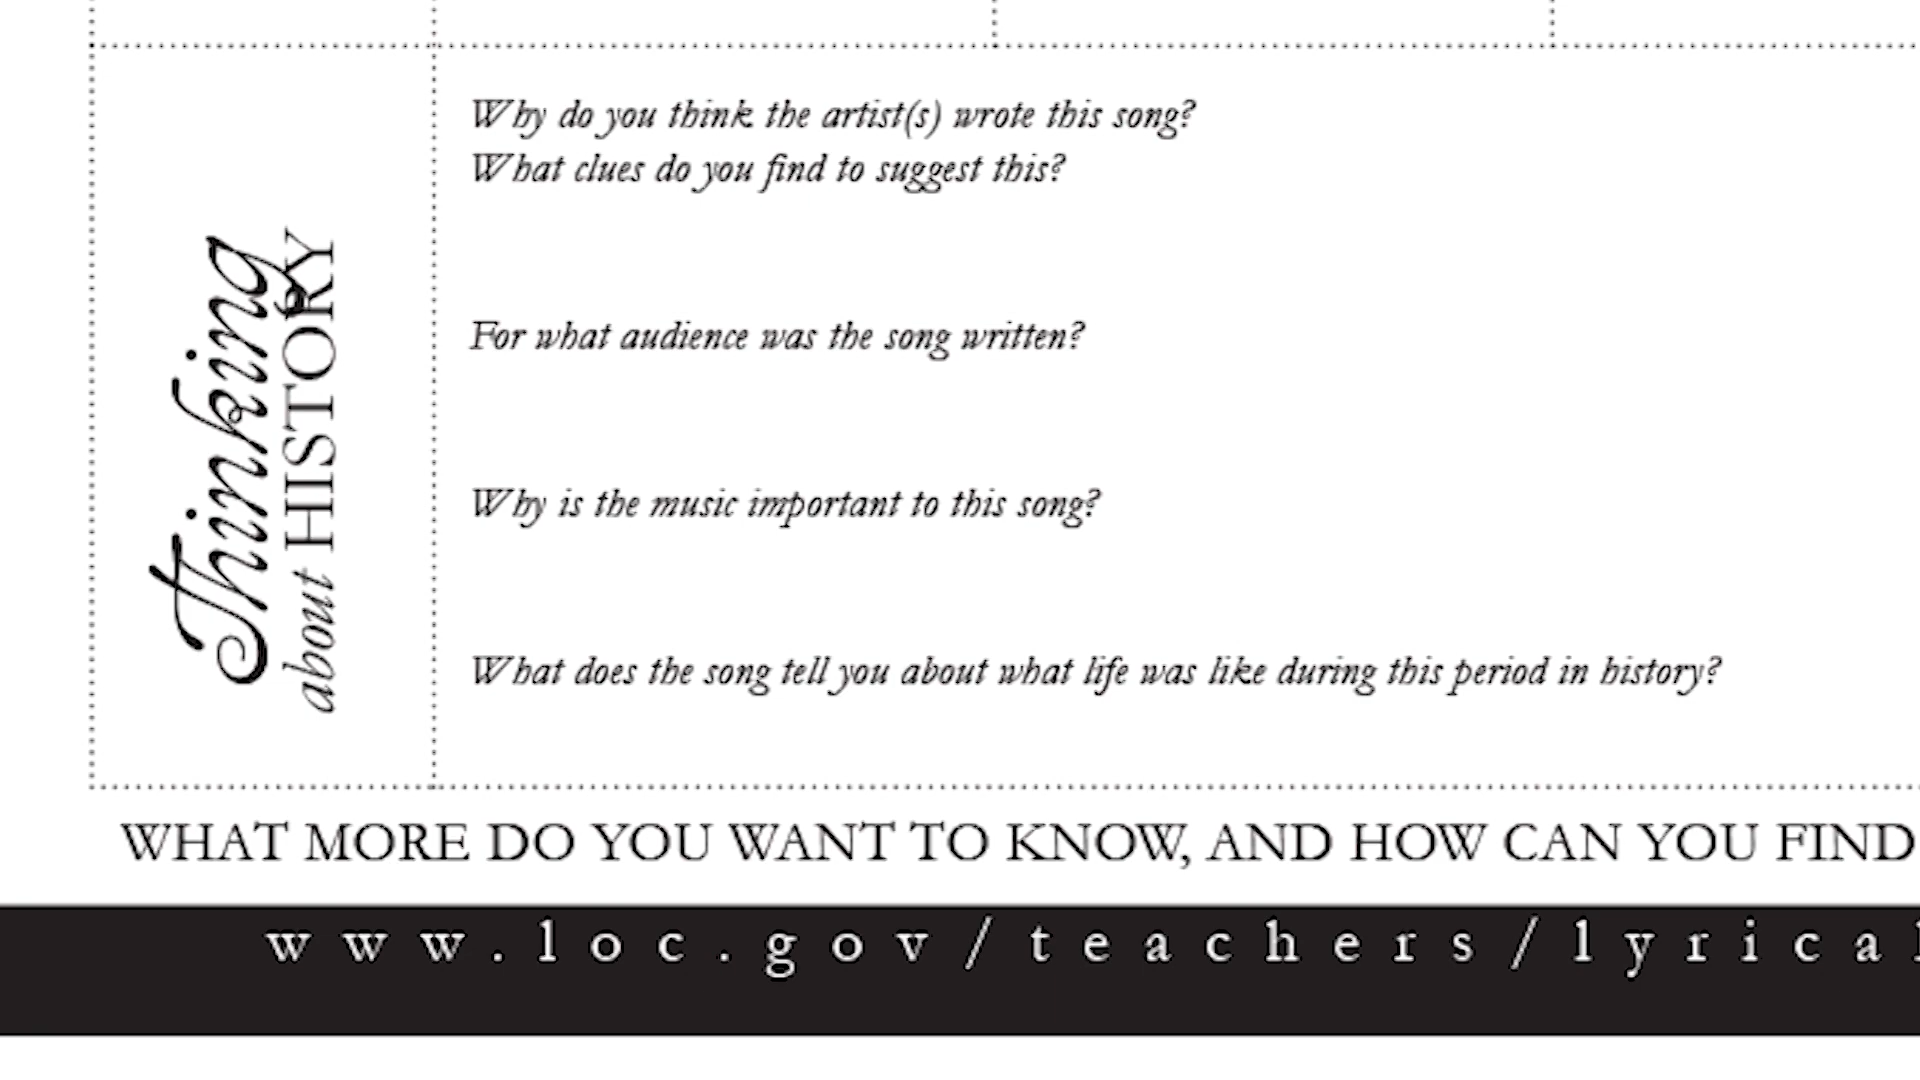 Thinking
about HISTORY
Why do you think the artist(s) wrote this song?
What clues do you find to suggest this?
For what audience was the song written?
Why is the music important to this song?
What does the song tell you about what life was like during this period in history?
WHAT MORE DO YOU WANT TO KNOW, AND HOW CAN YOU FIND
www.loc.gov/teachers/lyrical